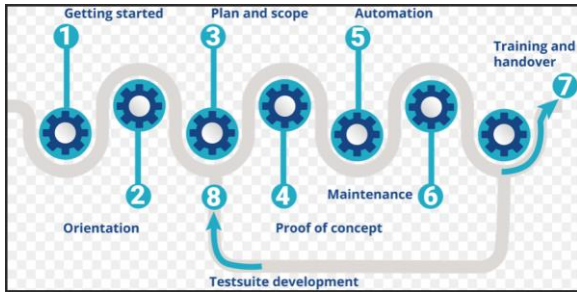 Getting started
Plan and scope
Automation
Training and
handover
1
3
5
7
2
8
4
Maintenance
6
Orientation
Proof of concept
Testsuite development